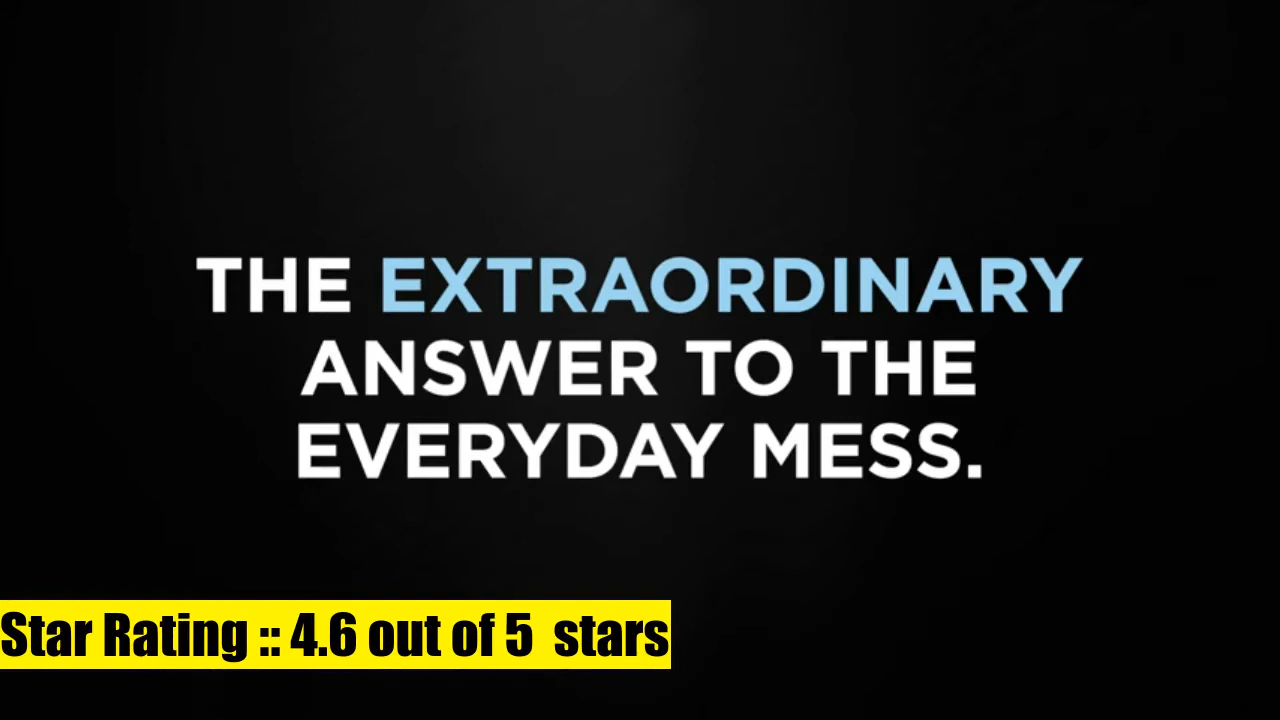 THE EXTRAORDINARY
ANSWER TO THE
EVERYDAY MESS.
Star Rating :: 4.6 out of 5  stars